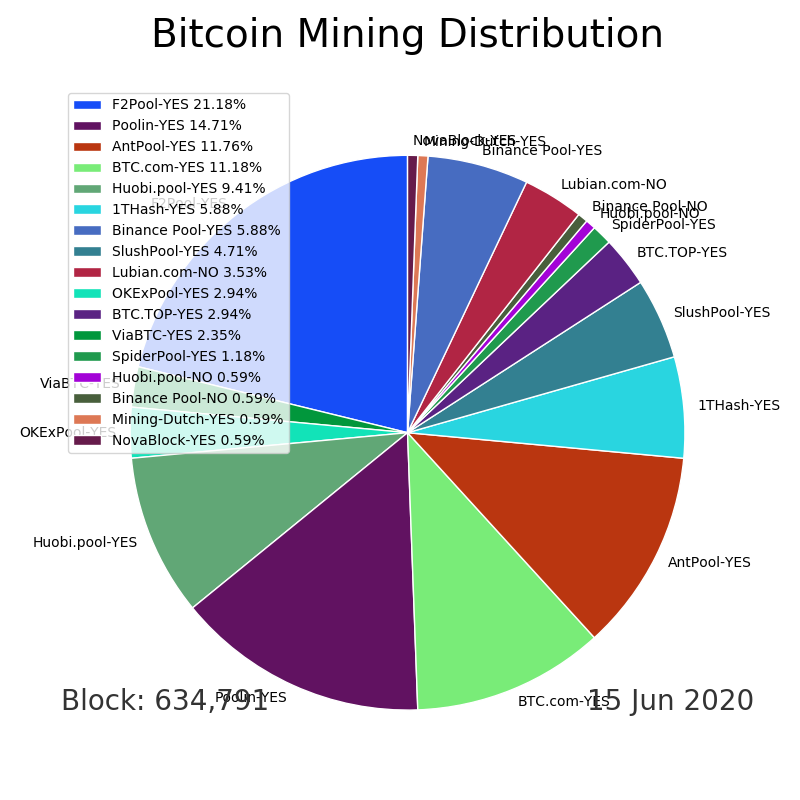 Bitcoin Mining Distribution
F2Pool-YES 21.18%
Poolin-YES 14.71%
AntPool-YES 11.76%
BTC.com-YES 11.18%
Huobi.pool-YES 9.41%
1THash-YES 5.88%
Binance Pool-YES 5.88%
SlushPool-YES 4.71%
Lubian.com-NO 3.53%
OKExPool-YES 2.94%
BTC.TOP-YES 2.94%
ViaBTC-YES 2.35%
SpiderPool-YES 1.18%
Huobi.pool-NO 0.59%
Binance Pool-NO 0.59%
Mining-Dutch-YES 0.59%
NovaBlock-YES 0.59%
NovaBlock-YES
Mining-Dutch-YES
Binance Pool-YES
Lubian.com-NO
Binance Pool-NO
Huobi.pool-NO
SpiderPool-YES
BTC.TOP-YES
SlushPool-YES
1THash-YES
AntPool-YES
BTC.com-YES
Poolin-YES
Huobi.pool-YES
OKExPool-YES
ViaBTC-YES
F2Pool-YES
Block: 634,791
15 Jun 2020